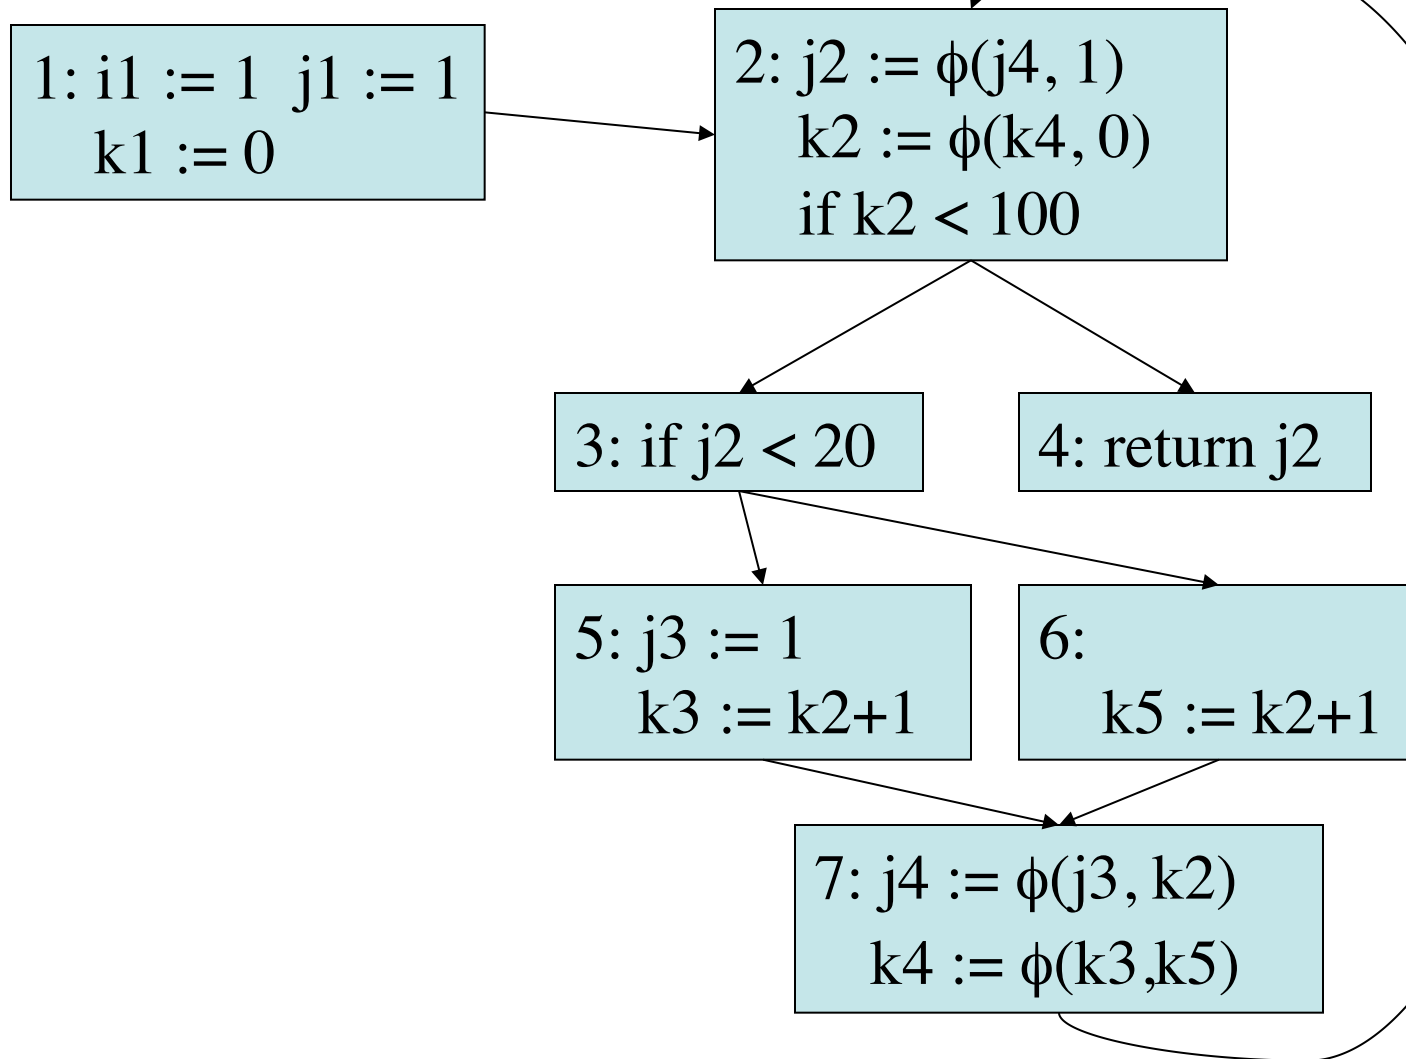 1: i1 := 1  j1 := 1
k1 := 0
2: j2 := ϕ(j4, 1)
k2 := ϕ(k4, 0)
if k2 < 100
3: if j2 < 20
4: return j2
5: j3 := 1
k3 := k2+1
6:
k5 := k2+1
7: j4 := ϕ(j3, k2)
k4 := ϕ(k3,k5)